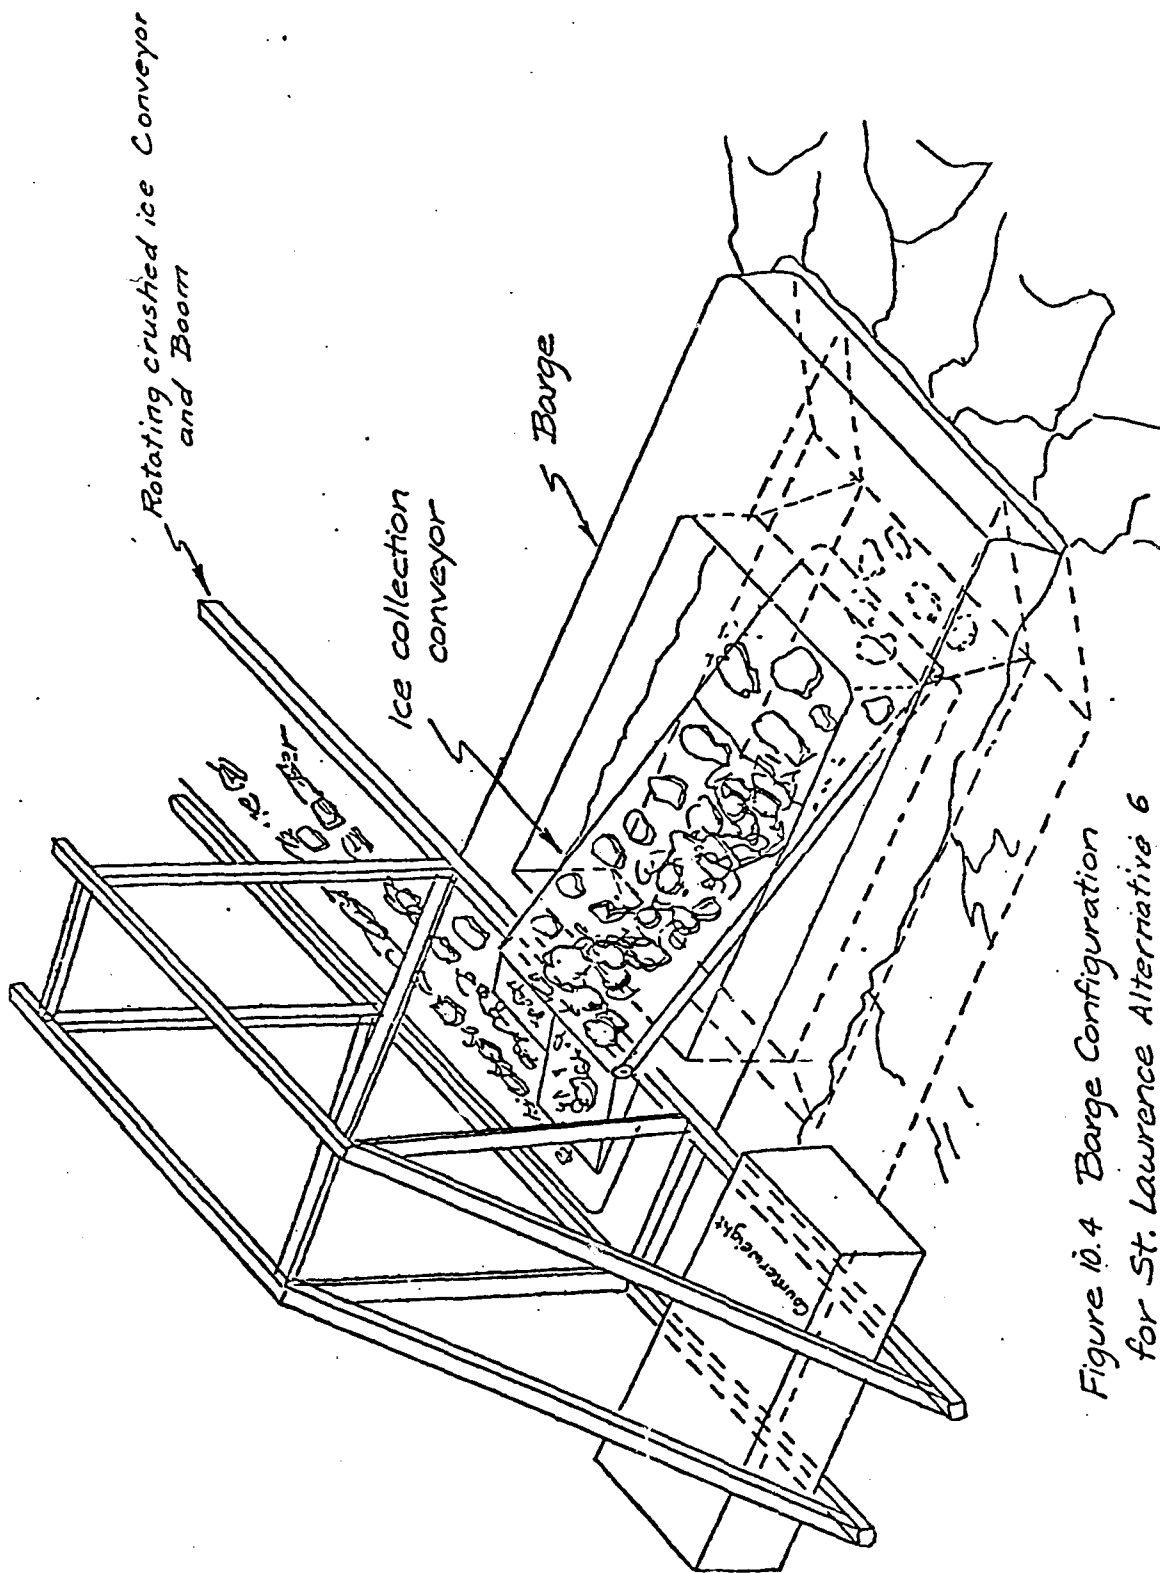 Rotating crushed ice Conveyor
and Boom
Ice collection
conveyor
Barge
Counterweight
Figure 10.4 Barge Configuration
for St. Lawrence Alternative 6